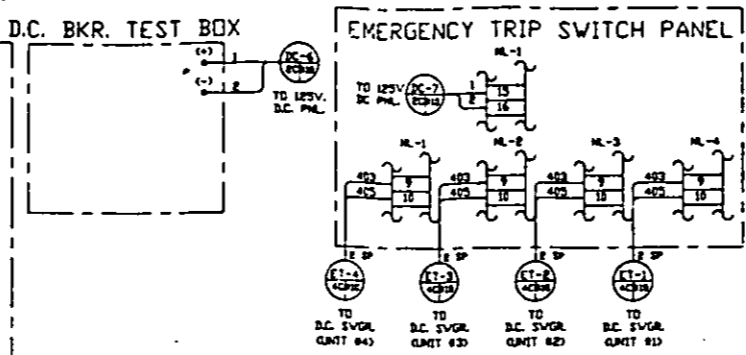 D.C. BKR. TEST BOX
(+)
1
(-)
2
DC-6
TO 125V.
D.C. PNL.
EMERGENCY TRIP SWITCH PANEL
NL-1
TO 125V.
DC PNL.
DC-7
1
15
2
16
NL-1
NL-2
NL-3
NL-4
403
9
403
9
403
9
403
9
405
10
405
10
405
10
405
10
2 SP
2 SP
2 SP
2 SP
ET-4
ET-3
ET-2
ET-1
TO
D.C. SWGR.
(UNIT #4)
TO
D.C. SWGR.
(UNIT #3)
TO
D.C. SWGR.
(UNIT #2)
TO
D.C. SWGR.
(UNIT #1)